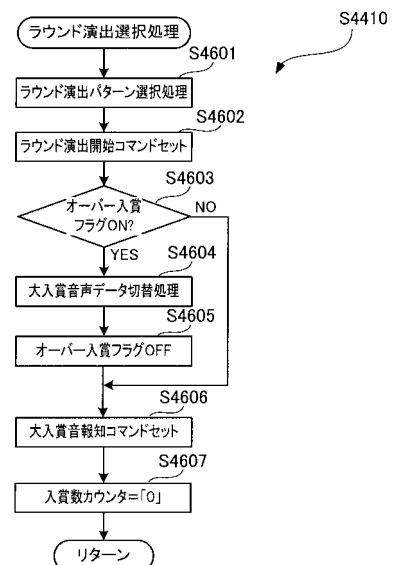 ラウンド演出選択処理
S4410
S4601
ラウンド演出パターン選択処理
S4602
ラウンド演出開始コマンドセット
S4603
オーバー入賞
フラグON?
NO
YES
S4604
大入賞音声データ切替処理
S4605
オーバー入賞フラグOFF
S4606
大入賞音報知コマンドセット
S4607
入賞数カウンタ=「0」
リターン